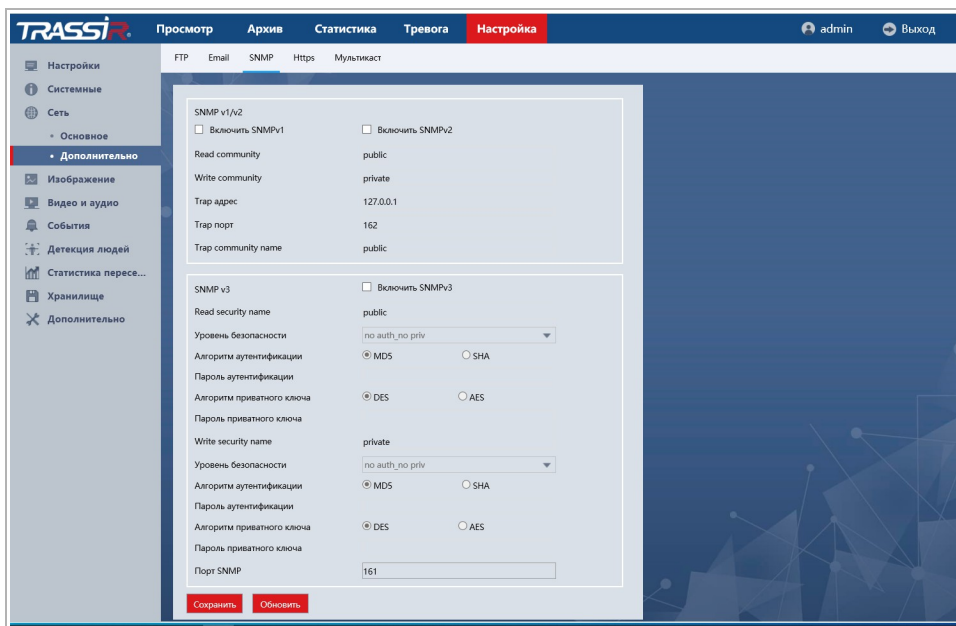 TRASSIR
Просмотр Архив Статистика Тревога Настройка admin Выход
FTP Email SNMP Https Мультикаст
Настройки
Системные
Сеть
Основное
Дополнительно
Изображение
Видео и аудио
События
Детекция людей
Статистика пересе...
Хранилище
Дополнительно
SNMP v1/v2
Включить SNMPv1 Включить SNMPv2
Read community public
Write community private
Trap адрес 127.0.0.1
Trap порт 162
Trap community name public
SNMP v3 Включить SNMPv3
Read security name public
Уровень безопасности no auth_no priv
Алгоритм аутентификации MD5 SHA
Пароль аутентификации
Алгоритм приватного ключа DES AES
Пароль приватного ключа
Write security name private
Уровень безопасности no auth_no priv
Алгоритм аутентификации MD5 SHA
Пароль аутентификации
Алгоритм приватного ключа DES AES
Пароль приватного ключа
Порт SNMP 161
Сохранить Обновить